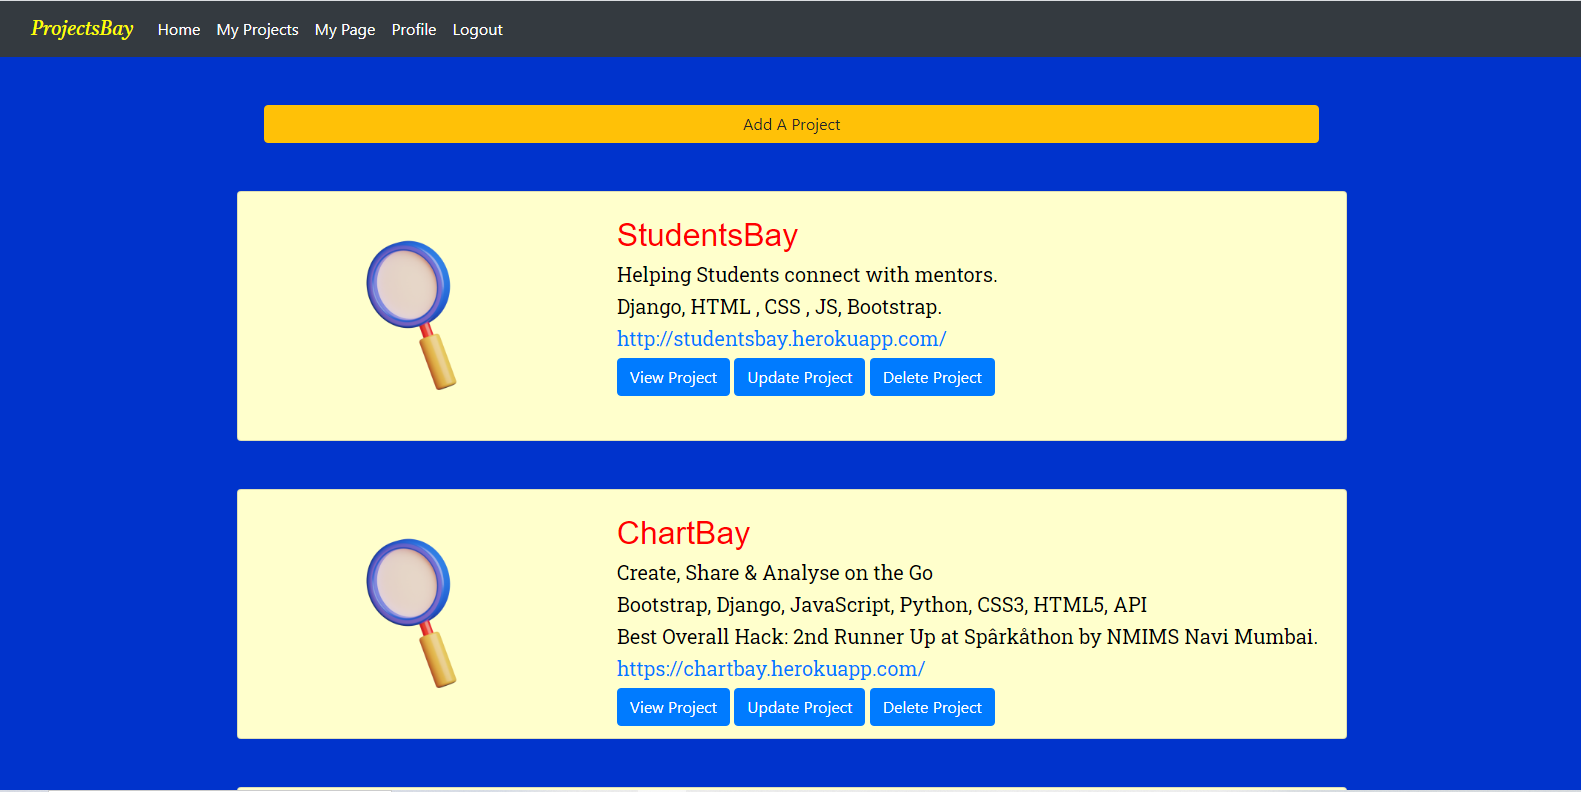 ProjectsBay Home My Projects My Page Profile Logout
Add A Project
StudentsBay
Helping Students connect with mentors.
Django, HTML , CSS , JS, Bootstrap.
http://studentsbay.herokuapp.com/
View Project Update Project Delete Project
ChartBay
Create, Share & Analyse on the Go
Bootstrap, Django, JavaScript, Python, CSS3, HTML5, API
Best Overall Hack: 2nd Runner Up at Spârkåthon by NMIMS Navi Mumbai.
https://chartbay.herokuapp.com/
View Project Update Project Delete Project